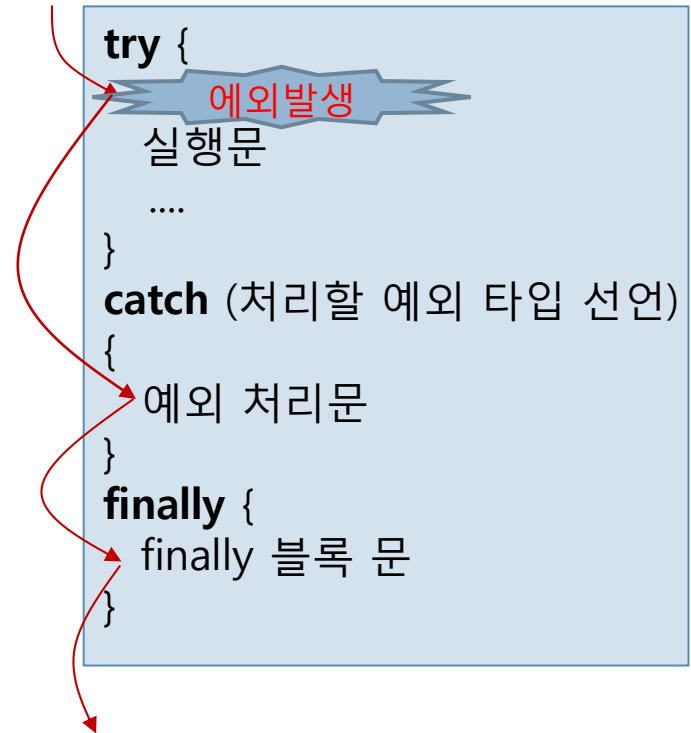 try {
에외발생
실행문
....
}
catch (처리할 예외 타입 선언)
{
예외 처리문
}
finally {
finally 블록 문
}